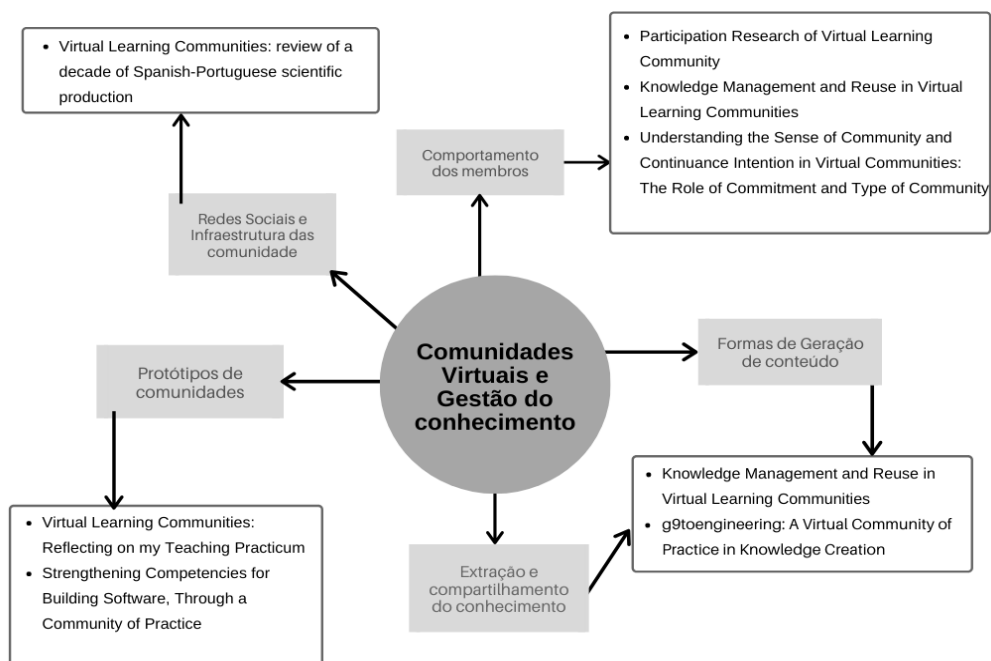 • Virtual Learning Communities: review of a
decade of Spanish-Portuguese scientific
production
• Participation Research of Virtual Learning
Community
• Knowledge Management and Reuse in Virtual
Learning Communities
• Understanding the Sense of Community and
Continuance Intention in Virtual Communities:
The Role of Commitment and Type of Community
Comportamento
dos membros
Redes Sociais e
Infraestrutura das
comunidade
Comunidades
Virtuais e
Gestão do
conhecimento
Formas de Geração
de conteúdo
Protótipos de
comunidades
• Knowledge Management and Reuse in
Virtual Learning Communities
• g9toengineering: A Virtual Community of
Practice in Knowledge Creation
• Virtual Learning Communities:
Reflecting on my Teaching Practicum
• Strengthening Competencies for
Building Software, Through a
Community of Practice
Extração e
compartilhamento
do conhecimento